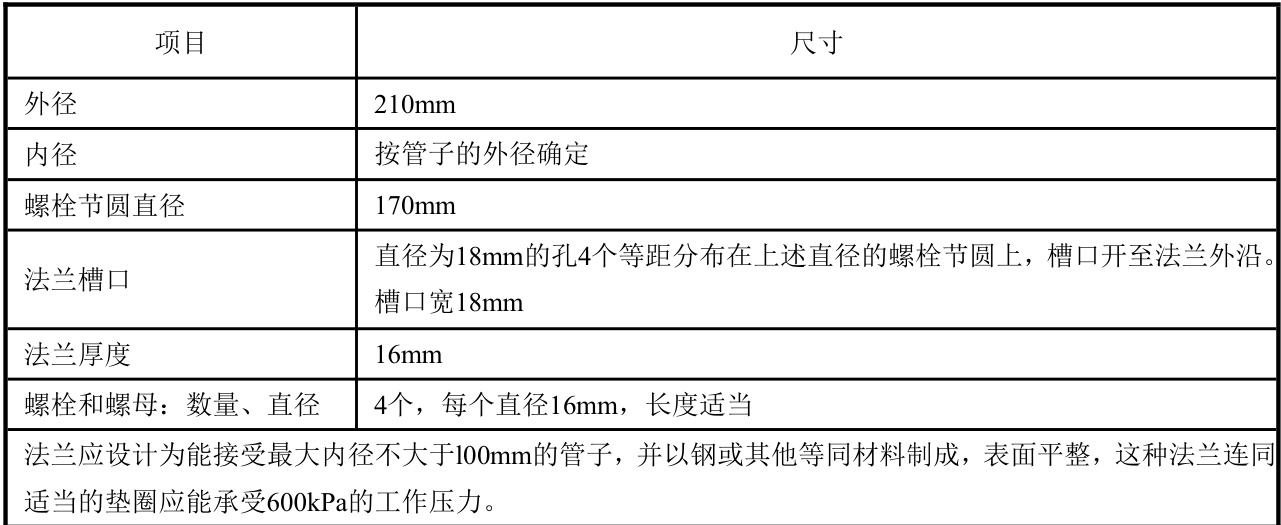 项目 尺寸
外径 210mm
内径 按管子的外径确定
螺栓节圆直径 170mm
法兰槽口 直径为18mm的孔4个等距分布在上述直径的螺栓节圆上，槽口开至法兰外沿。
槽口宽18mm
法兰厚度 16mm
螺栓和螺母：数量、直径 4个，每个直径16mm，长度适当
法兰应设计为能接受最大内径不大于l00mm的管子，并以钢或其他等同材料制成，表面平整，这种法兰连同
适当的垫圈应能承受600kPa的工作压力。